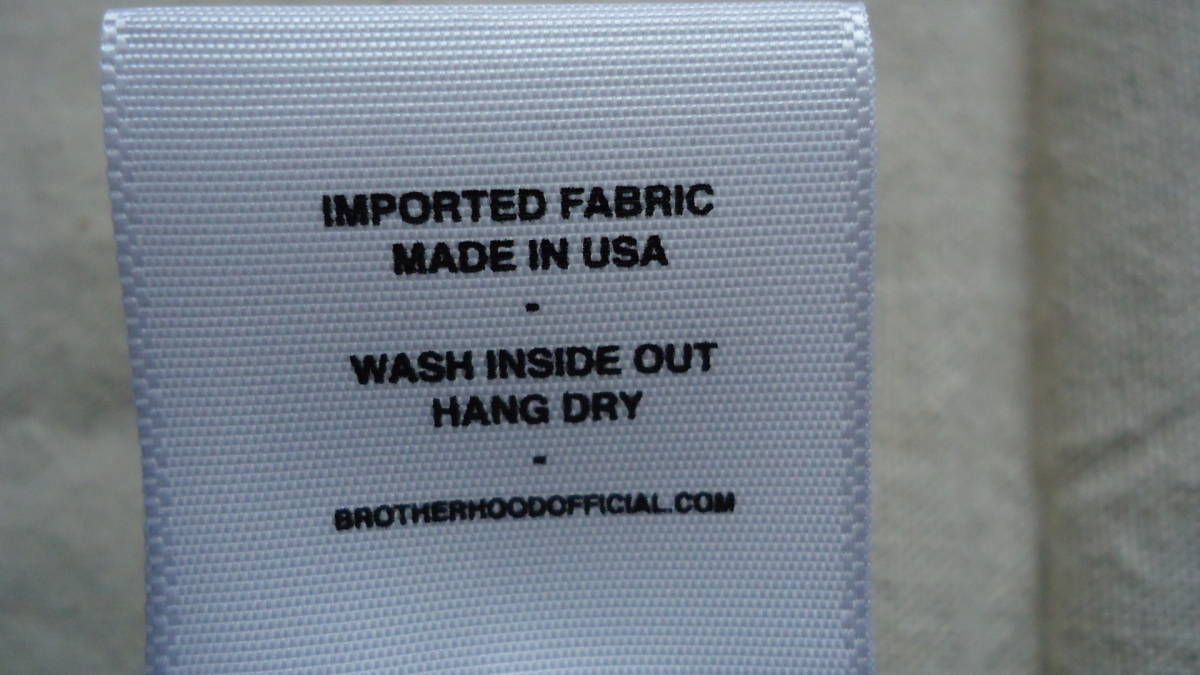 IMPORTED FABRIC
MADE IN USA
-
WASH INSIDE OUT
HANG DRY
-
BROTHERHOODOFFICIAL.COM